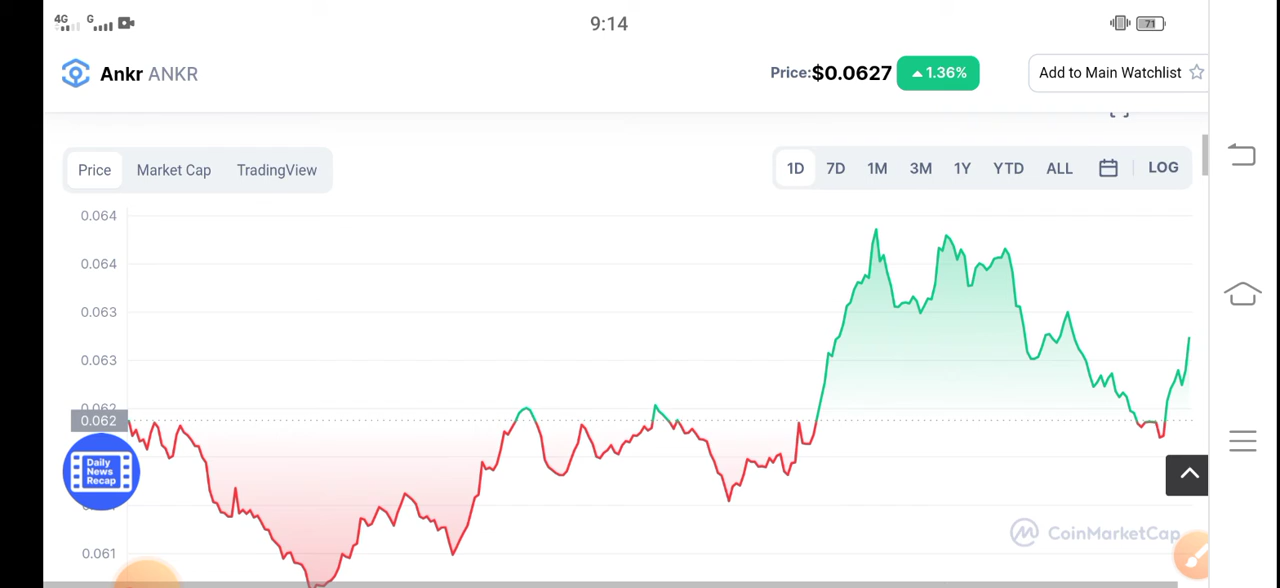 4G G 9:14 71
Ankr ANKR Price:$0.0627 1.36% Add to Main Watchlist
Price Market Cap TradingView 1D 7D 1M 3M 1Y YTD ALL LOG
0.064
0.064
0.063
0.063
0.062
0.062
Daily
News
Recap
CoinMarketCap
0.061